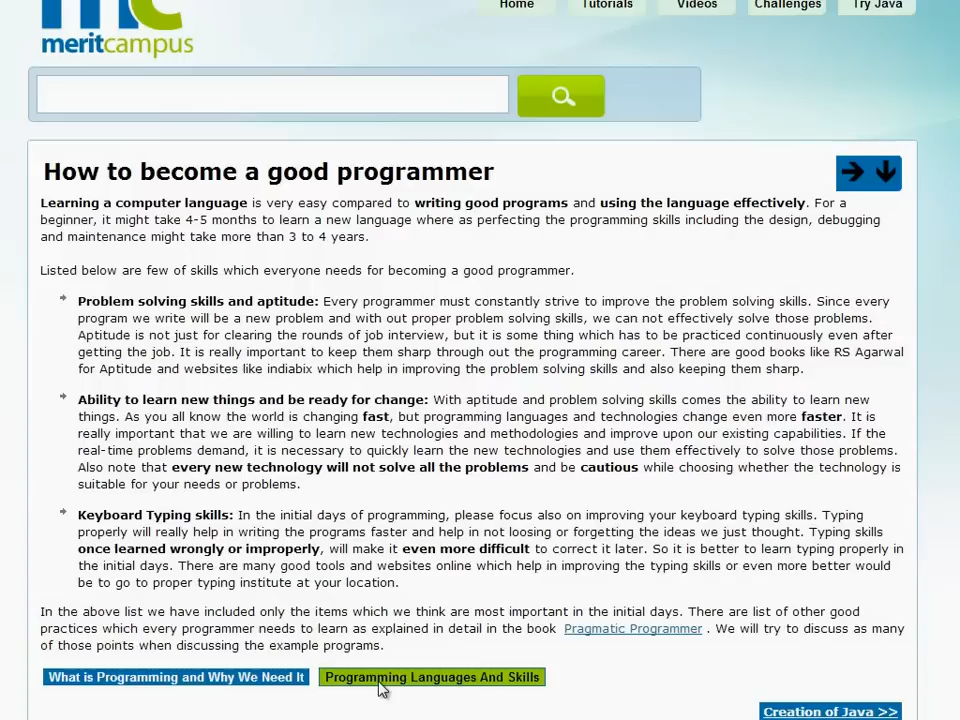 Home Tutorials Videos Challenges Try Java
meritcampus
How to become a good programmer
Learning a computer language is very easy compared to writing good programs and using the language effectively. For a
beginner, it might take 4-5 months to learn a new language where as perfecting the programming skills including the design, debugging
and maintenance might take more than 3 to 4 years.
Listed below are few of skills which everyone needs for becoming a good programmer.
Problem solving skills and aptitude: Every programmer must constantly strive to improve the problem solving skills. Since every
program we write will be a new problem and with out proper problem solving skills, we can not effectively solve those problems.
Aptitude is not just for clearing the rounds of job interview, but it is some thing which has to be practiced continuously even after
getting the job. It is really important to keep them sharp through out the programming career. There are good books like RS Agarwal
for Aptitude and websites like indiabix which help in improving the problem solving skills and also keeping them sharp.
Ability to learn new things and be ready for change: With aptitude and problem solving skills comes the ability to learn new
things. As you all know the world is changing fast, but programming languages and technologies change even more faster. It is
really important that we are willing to learn new technologies and methodologies and improve upon our existing capabilities. If the
real-time problems demand, it is necessary to quickly learn the new technologies and use them effectively to solve those problems.
Also note that every new technology will not solve all the problems and be cautious while choosing whether the technology is
suitable for your needs or problems.
Keyboard Typing skills: In the initial days of programming, please focus also on improving your keyboard typing skills. Typing
properly will really help in writing the programs faster and help in not loosing or forgetting the ideas we just thought. Typing skills
once learned wrongly or improperly, will make it even more difficult to correct it later. So it is better to learn typing properly in
the initial days. There are many good tools and websites online which help in improving the typing skills or even more better would
be to go to proper typing institute at your location.
In the above list we have included only the items which we think are most important in the initial days. There are list of other good
practices which every programmer needs to learn as explained in detail in the book Pragmatic Programmer . We will try to discuss as many
of those points when discussing the example programs.
What is Programming and Why We Need It Programming Languages And Skills
Creation of Java >>